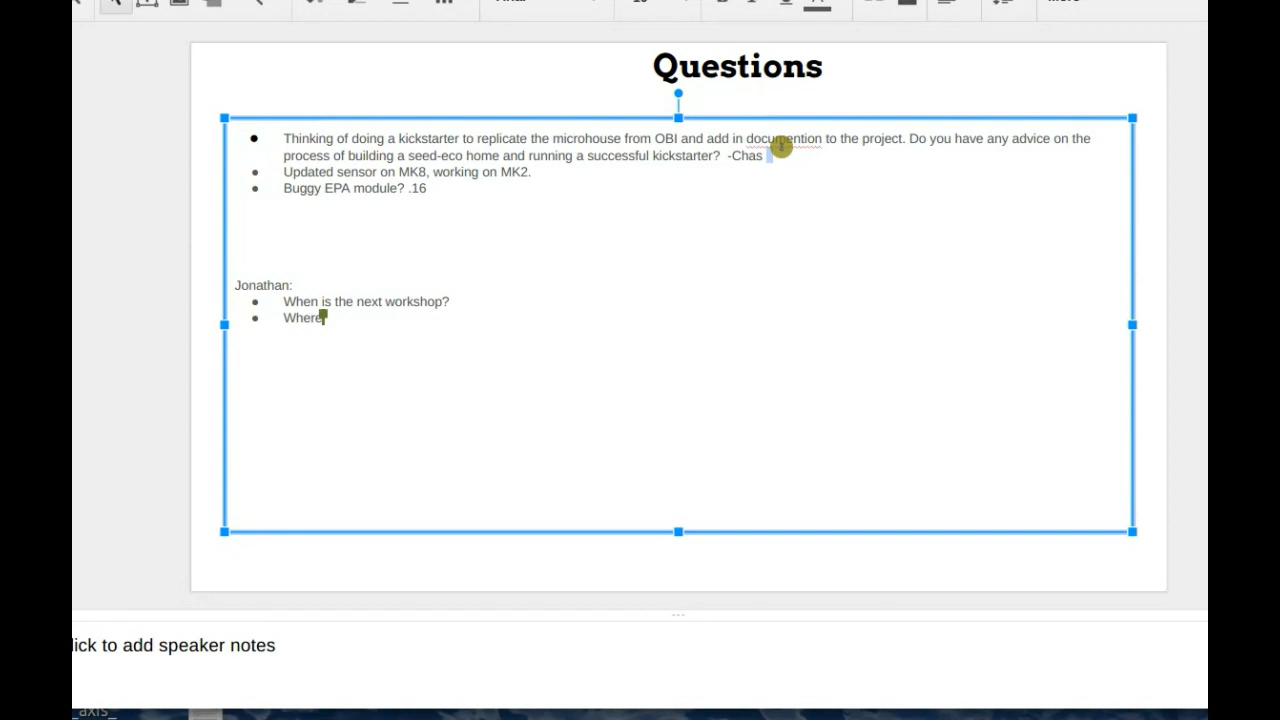 Questions
Thinking of doing a kickstarter to replicate the microhouse from OBI and add in documention to the project. Do you have any advice on the
process of building a seed-eco home and running a successful kickstarter? -Chas
Updated sensor on MK8, working on MK2.
Buggy EPA module? .16
Jonathan:
When is the next workshop?
Where
lick to add speaker notes
_axis_